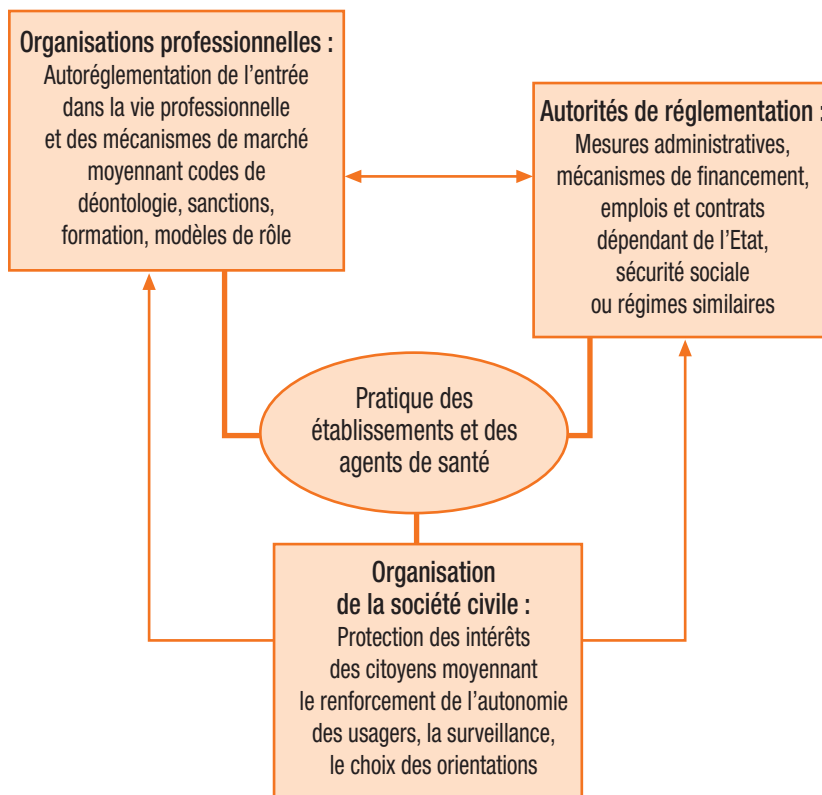 Organisations professionnelles :
Autoréglementation de l'entrée
dans la vie professionnelle
et des mécanismes de marché
moyennant codes de
déontologie, sanctions,
formation, modèles de rôle
Autorités de réglementation :
Mesures administratives,
mécanismes de financement,
emplois et contrats
dépendant de l'Etat,
sécurité sociale
ou régimes similaires
Pratique des
établissements et des
agents de santé
Organisation
de la société civile :
Protection des intérêts
des citoyens moyennant
le renforcement de l'autonomie
des usagers, la surveillance,
le choix des orientations